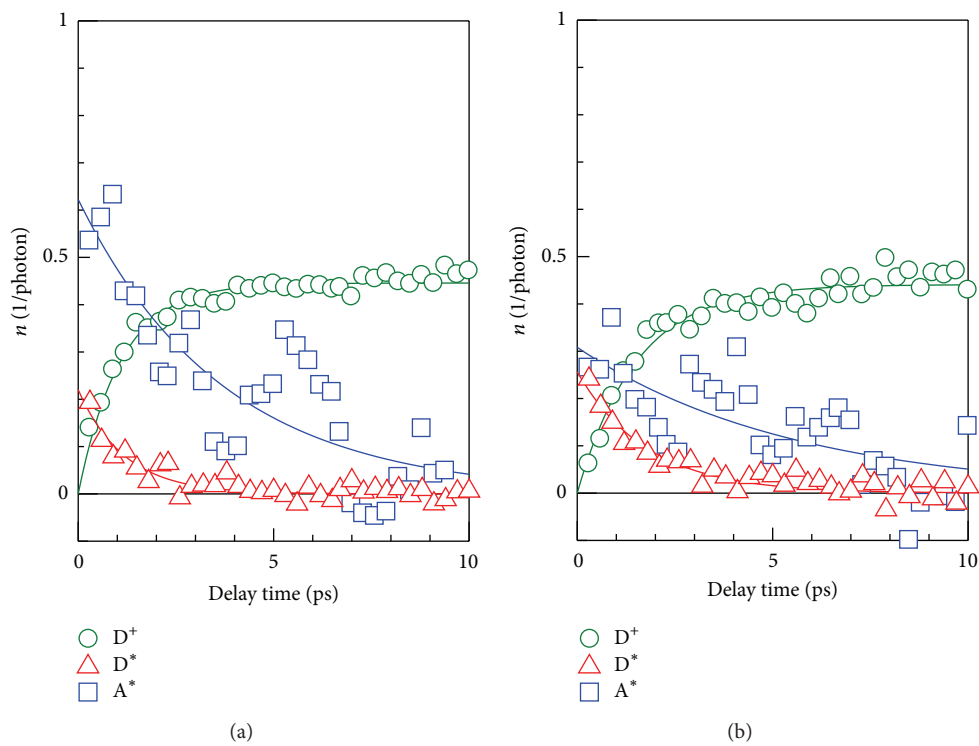 1
0.5
0
n (1/photon)
0
5
10
Delay time (ps)
D⁺
D*
A*
(a)
1
0.5
0
n (1/photon)
0
5
10
Delay time (ps)
D⁺
D*
A*
(b)